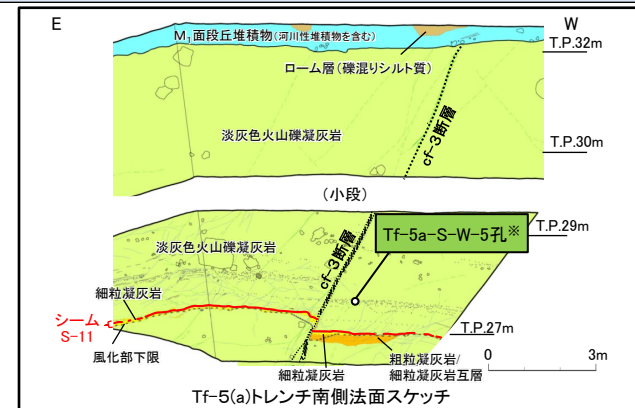 E
W
M₁面段丘堆積物(河川性堆積物を含む)
T.P.32m
ローム層(礫混りシルト質)
淡灰色火山礫凝灰岩
cf-3断層
T.P.30m
(小段)
T.P.29m
Tf-5a-S-W-5孔※
淡灰色火山礫凝灰岩
cf-3断層
細粒凝灰岩
シーム
S-11
風化部下限
T.P.27m
細粒凝灰岩
粗粒凝灰岩/
細粒凝灰岩互層
0
3m
Tf-5(a)トレンチ南側法面スケッチ